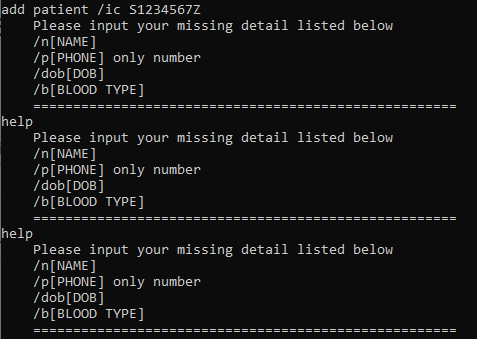 add patient /ic S1234567Z
Please input your missing detail listed below
/n[NAME]
/p[PHONE] only number
/dob[DOB]
/b[BLOOD TYPE]
=====================================================
help
Please input your missing detail listed below
/n[NAME]
/p[PHONE] only number
/dob[DOB]
/b[BLOOD TYPE]
=====================================================
help
Please input your missing detail listed below
/n[NAME]
/p[PHONE] only number
/dob[DOB]
/b[BLOOD TYPE]
=====================================================